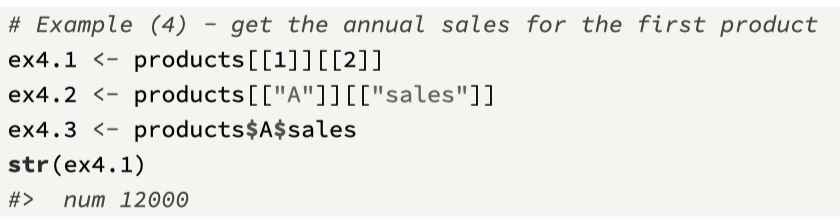 # Example (4) - get the annual sales for the first product
ex4.1 <- products[[1]][[2]]
ex4.2 <- products[["A"]][["sales"]]
ex4.3 <- products$A$sales
str(ex4.1)
#>  num 12000